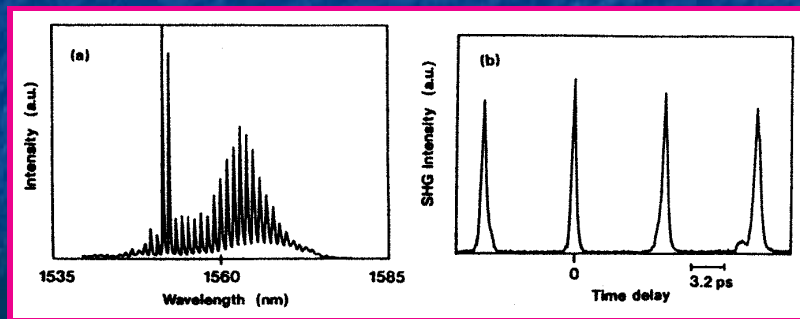 (a)
Intensity (a.u.)
1535
1560
1585
Wavelength (nm)
(b)
SHG intensity (a.u.)
0
3.2 ps
Time delay